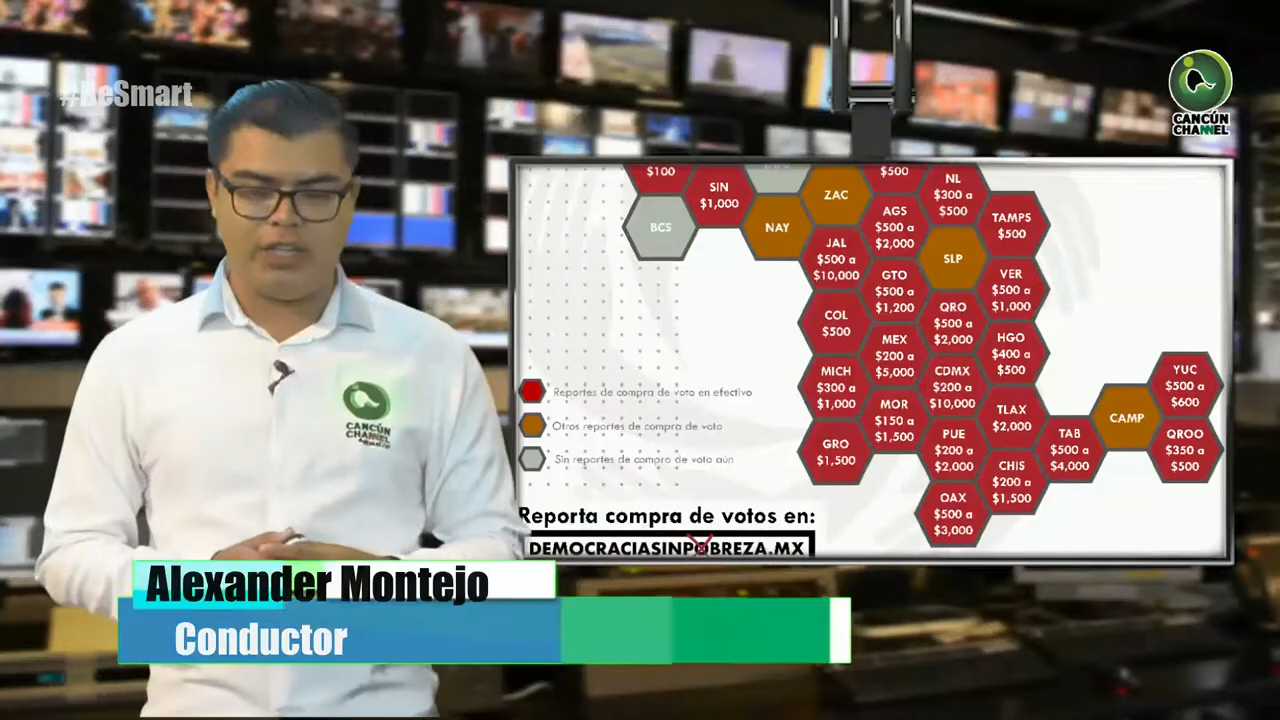 #BeSmart
CANCÚN
CHANNEL
$100
SIN
$1,000
BCS
NAY
ZAC
$500
NL
$300 a
$500
TAMPS
$500
AGS
$500 a
$2,000
JAL
$500 a
$10,000
SLP
GTO
$500 a
$1,200
VER
$500 a
$1,000
COL
$500
QRO
$500 a
$2,000
MEX
$200 a
$5,000
HGO
$400 a
$500
MICH
$300 a
$1,000
CDMX
$200 a
$10,000
MOR
$150 a
$1,500
TLAX
$2,000
GRO
$1,500
PUE
$200 a
$2,000
TAB
$500 a
$4,000
CAMP
YUC
$500 a
$600
QROO
$350 a
$500
CHIS
$200 a
$1,500
OAX
$500 a
$3,000
Reportes de compra de voto en efectivo
Otros reportes de compra de voto
Sin reportes de compra de voto aún
Reporta compra de votos en:
DEMOCRACIASINPOBREZA.MX
CANCÚN
CHANNEL
Alexander Montejo
Conductor